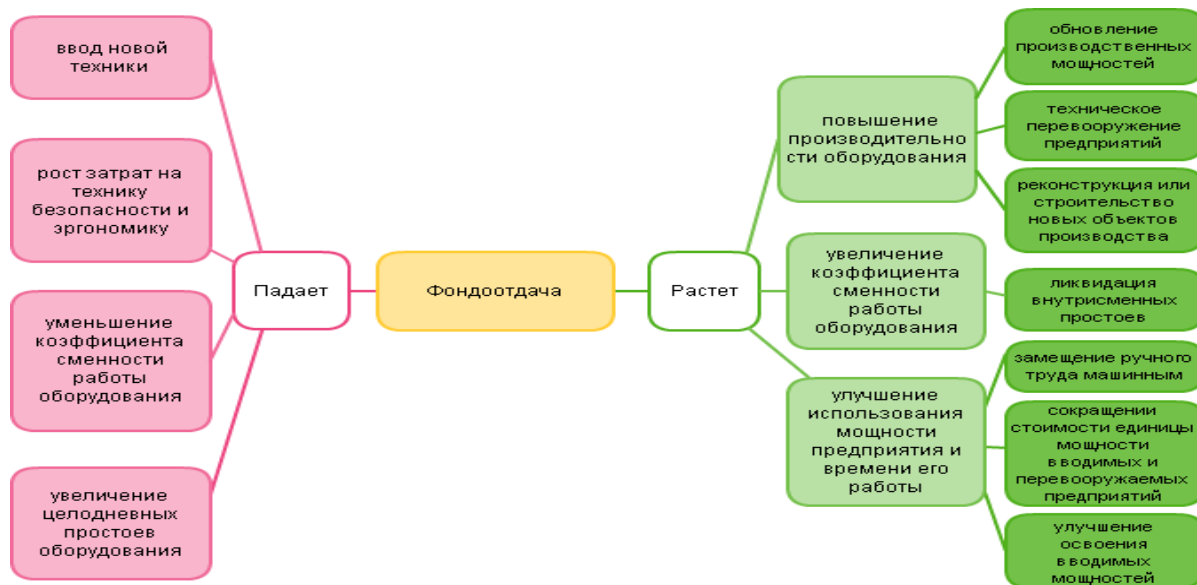 ввод новой
техники
рост затрат на
технику
безопасности и
эргономику
уменьшение
коэффициента
сменности
работы
оборудования
увеличение
целодневных
простоев
оборудования
Падает
Фондоотдача
Растет
повышение
производительно
сти оборудования
увеличение
коэффициента
сменности
работы
оборудования
улучшение
использования
мощности
предприятия и
времени его
работы
обновление
производственных
мощностей
техническое
перевооружение
предприятий
реконструкция или
строительство
новых объектов
производства
ликвидация
внутрисменных
простоев
замещение ручного
труда машинным
сокращении
стоимости единицы
мощности
вводимых и
перевооружаемых
предприятий
улучшение
освоения
вводимых
мощностей